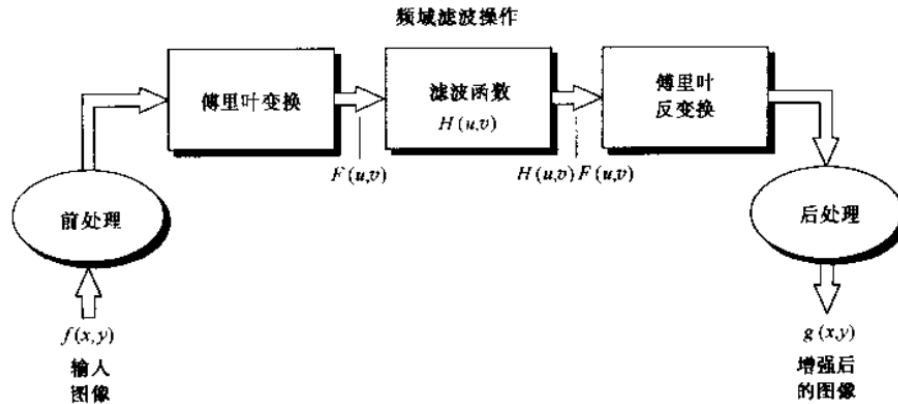 频域滤波操作
傅里叶变换
滤波函数
H(u,v)
傅里叶
反变换
F(u,v)
H(u,v)F(u,v)
前处理
后处理
f(x,y)
输入
图像
g(x,y)
增强后
的图像